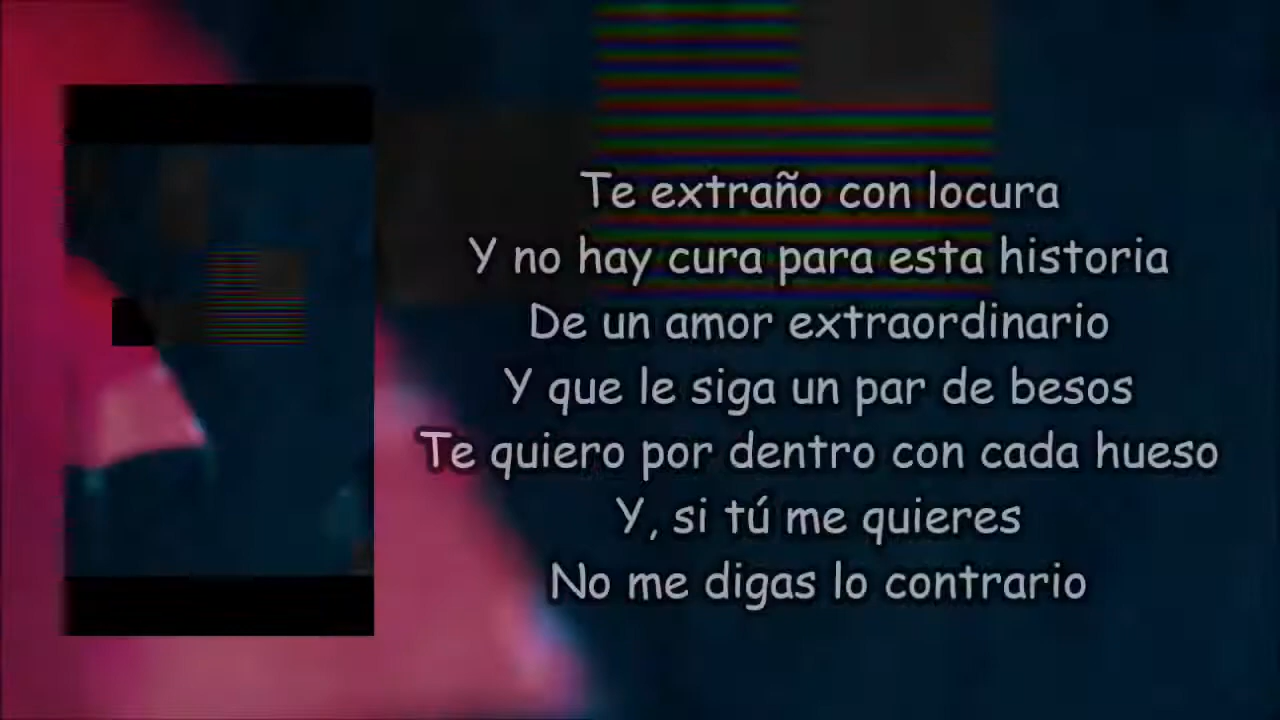 Te extraño con locura
Y no hay cura para esta historia
De un amor extraordinario
Y que le siga un par de besos
Te quiero por dentro con cada hueso
Y, si tú me quieres
No me digas lo contrario